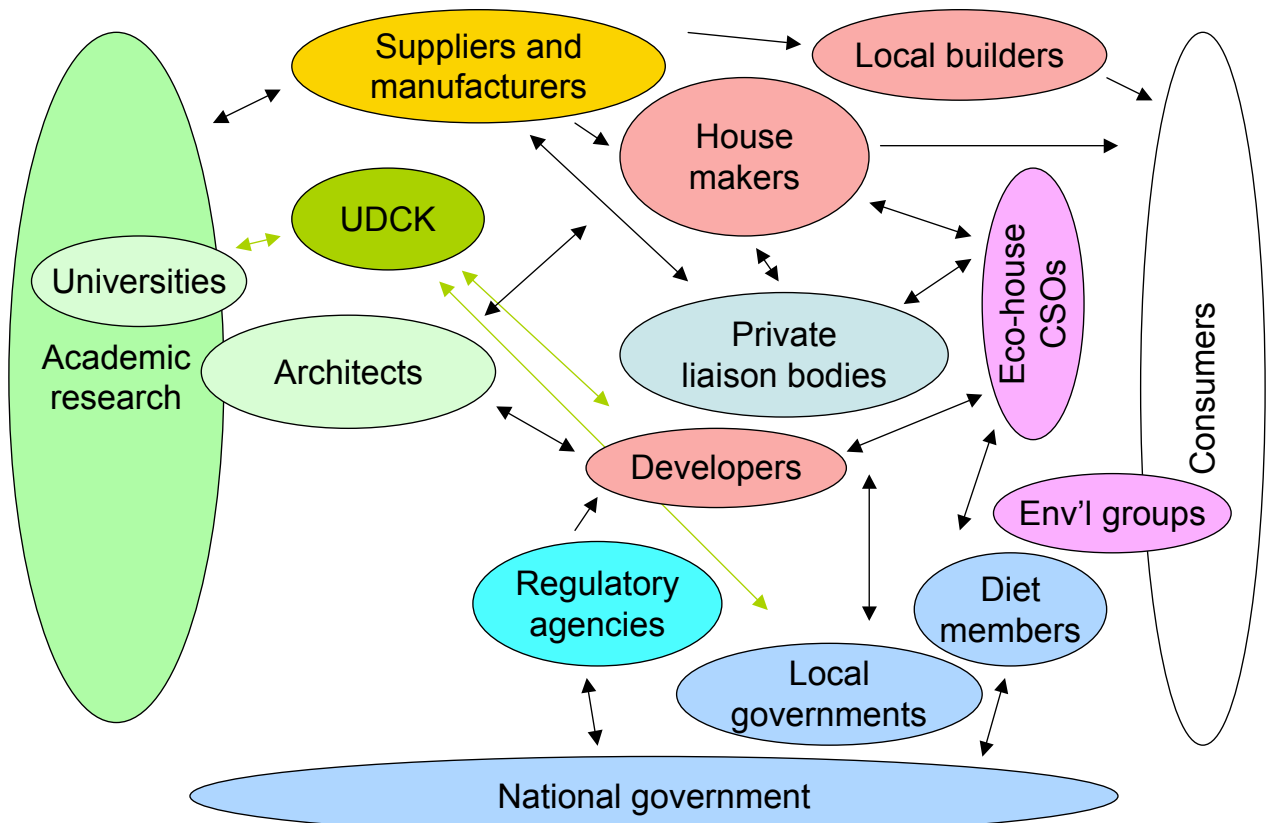 Suppliers and
manufacturers
Local builders
House
makers
UDCK
Universities
Academic
research
Architects
Private
liaison bodies
Eco-house
CSOs
Consumers
Developers
Env’l groups
Regulatory
agencies
Diet
members
Local
governments
National government